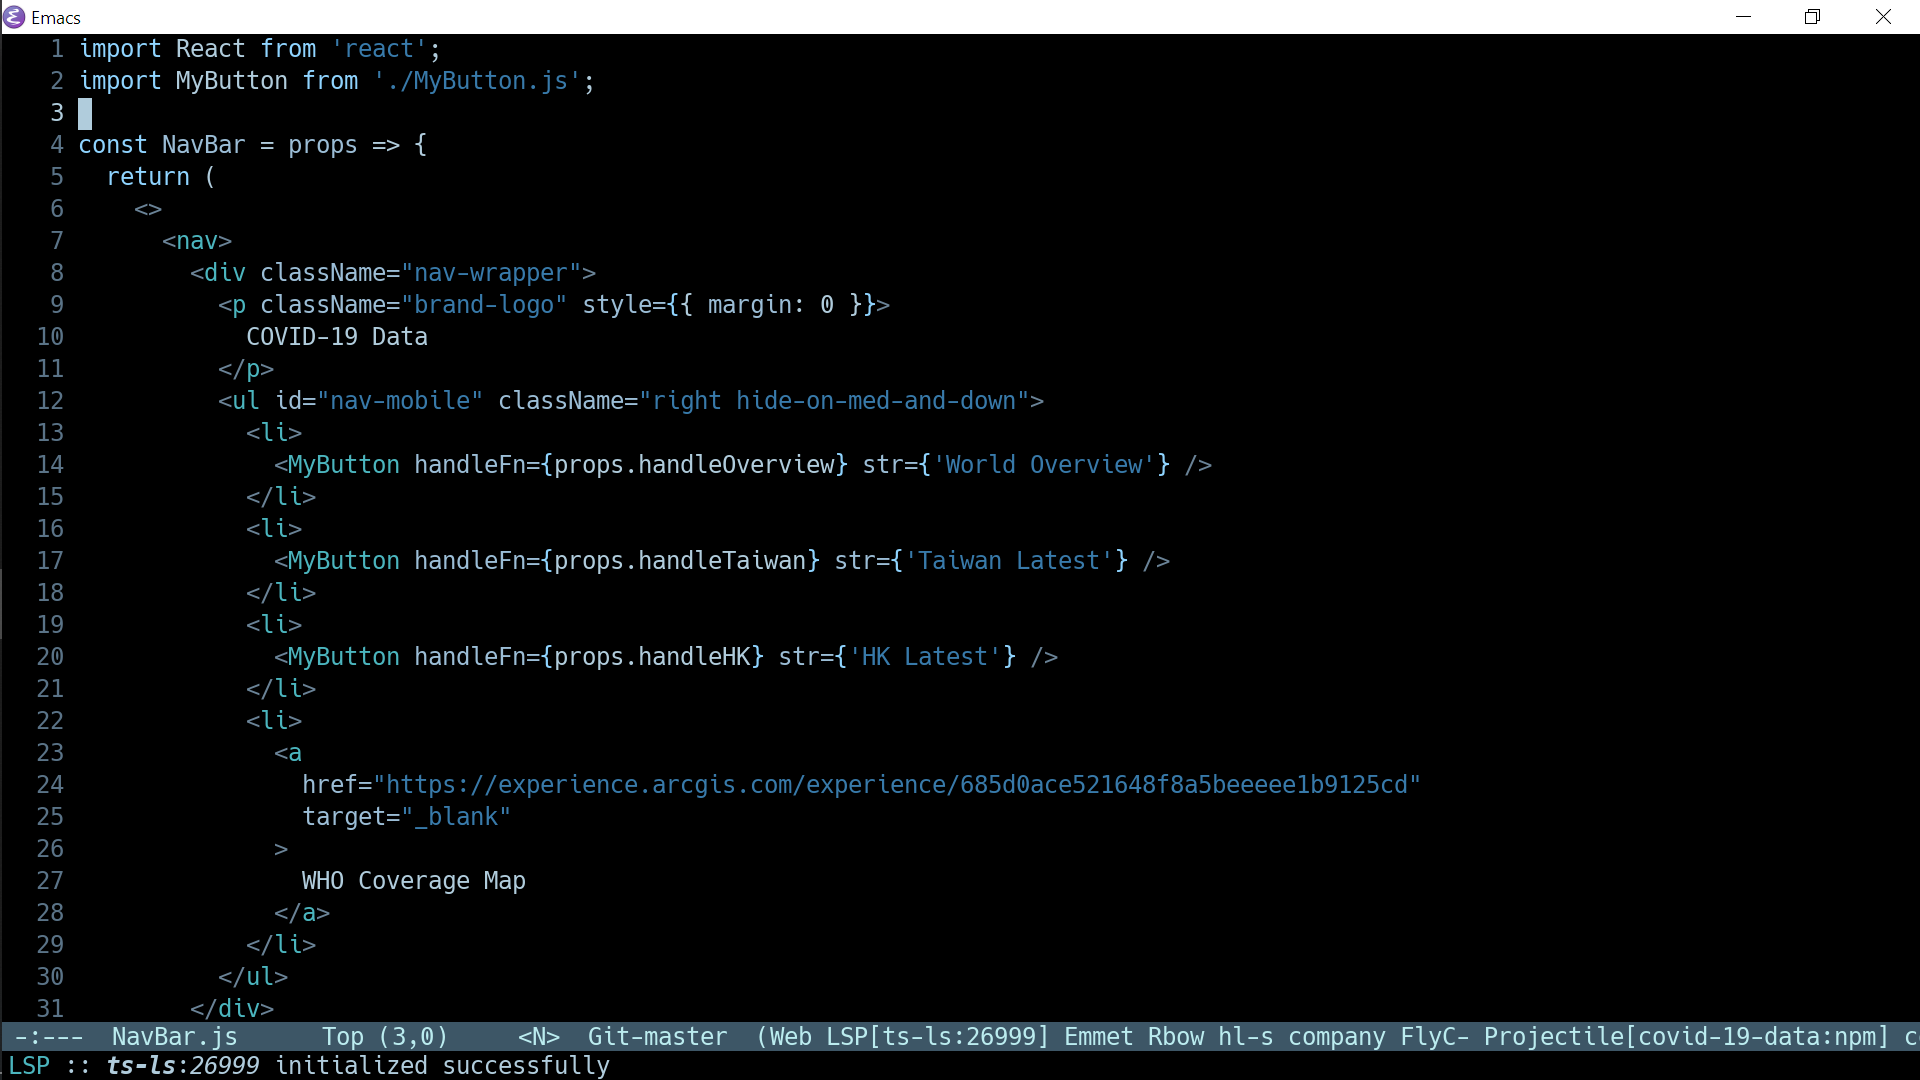 Emacs
1 import React from 'react';
2 import MyButton from './MyButton.js';
3
4 const NavBar = props => {
5   return (
6     <>
7       <nav>
8         <div className="nav-wrapper">
9           <p className="brand-logo" style={{ margin: 0 }}>
10             COVID-19 Data
11           </p>
12           <ul id="nav-mobile" className="right hide-on-med-and-down">
13             <li>
14               <MyButton handleFn={props.handleOverview} str={'World Overview'} />
15             </li>
16             <li>
17               <MyButton handleFn={props.handleTaiwan} str={'Taiwan Latest'} />
18             </li>
19             <li>
20               <MyButton handleFn={props.handleHK} str={'HK Latest'} />
21             </li>
22             <li>
23               <a
24                 href="https://experience.arcgis.com/experience/685d0ace521648f8a5beeeee1b9125cd"
25                 target="_blank"
26               >
27                 WHO Coverage Map
28               </a>
29             </li>
30           </ul>
31         </div>
-:--- NavBar.js Top (3,0) <N> Git-master (Web LSP[ts-ls:26999] Emmet Rbow hl-s company FlyC- Projectile[covid-19-data:npm] c
LSP :: ts-ls:26999 initialized successfully